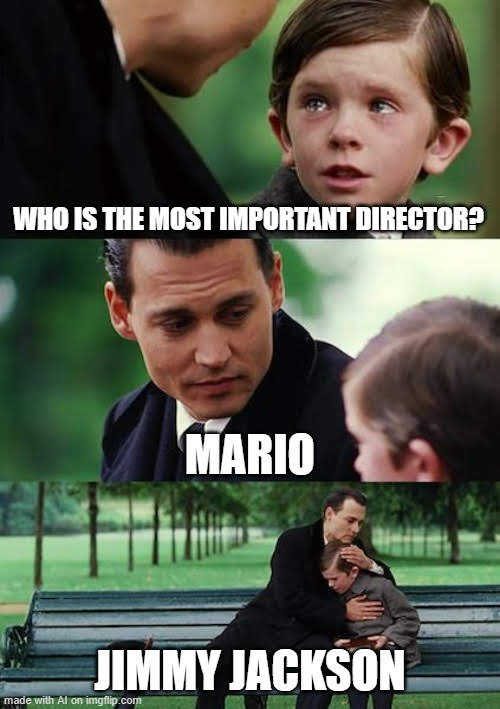 WHO IS THE MOST IMPORTANT DIRECTOR?
MARIO
JIMMY JACKSON
made with AI on imgflip.com